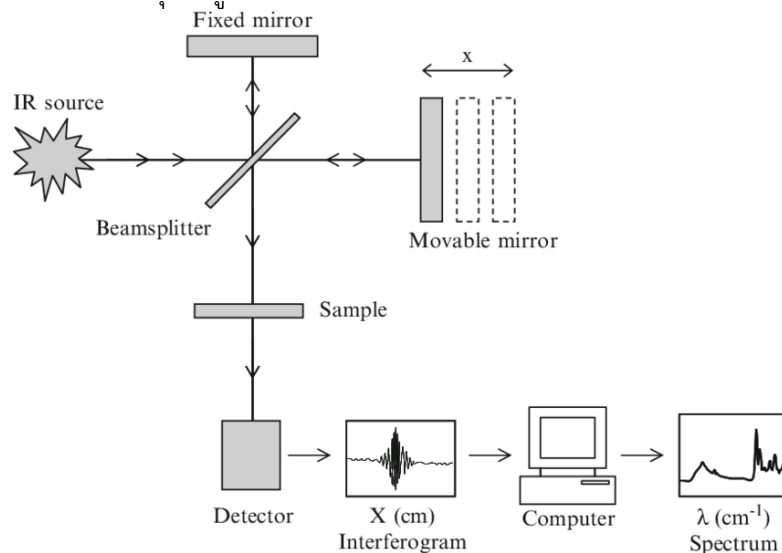 Fixed mirror
x
IR source
Beamsplitter
Movable mirror
Sample
Detector
X (cm)
Interferogram
Computer
λ (cm⁻¹)
Spectrum